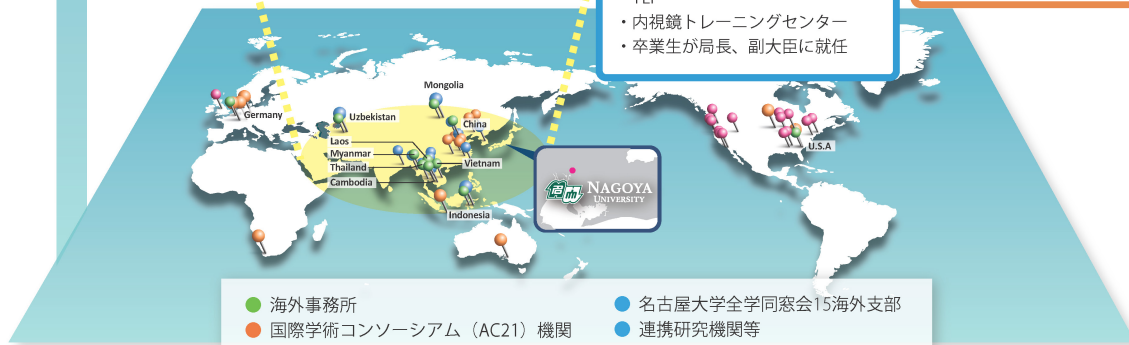 ・内視鏡トレーニングセンター
・卒業生が局長、副大臣に就任
Mongolia
Germany
Uzbekistan
China
Laos
Myanmar
Thailand
Vietnam
Cambodia
Indonesia
U.S.A
NAGOYA
UNIVERSITY
海外事務所
名古屋大学全学同窓会15海外支部
国際学術コンソーシアム（AC21）機関
連携研究機関等